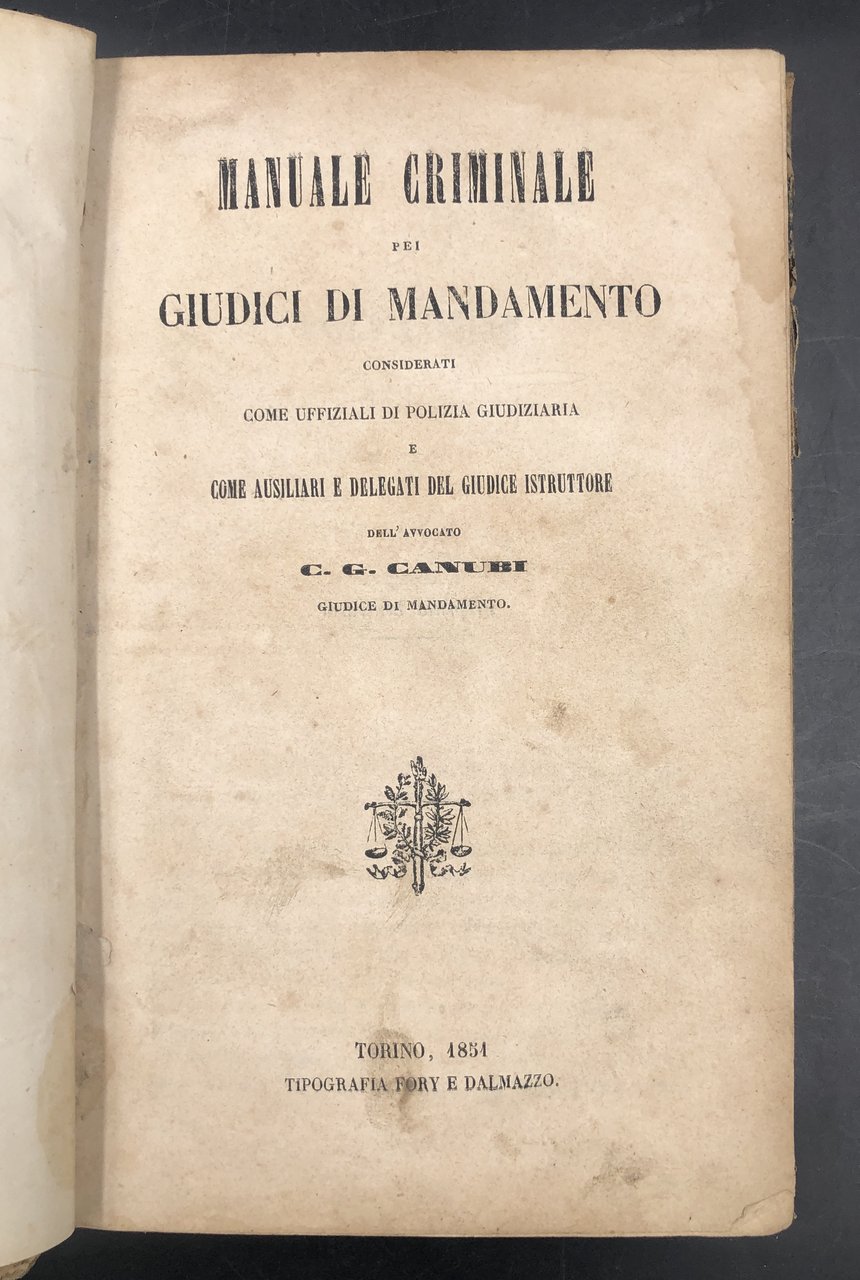 MANUALE CRIMINALE
PEI
GIUDICI DI MANDAMENTO
CONSIDERATI
COME UFFIZIALI DI POLIZIA GIUDIZIARIA
E
COME AUSILIARI E DELEGATI DEL GIUDICE ISTRUTTORE
DELL' AVVOCATO
C. G. CANUBI
GIUDICE DI MANDAMENTO.
TORINO, 1851
TIPOGRAFIA FORY E DALMAZZO.